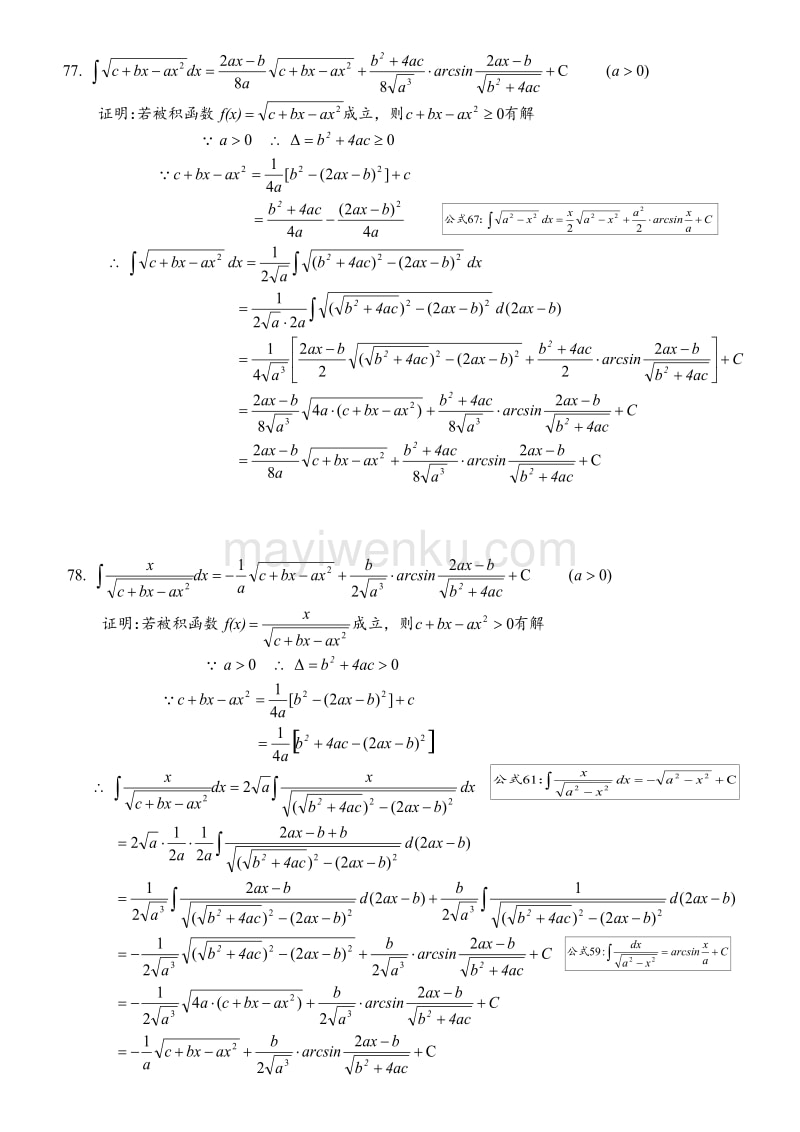 77. ∫√(c + bx − ax²) dx = (2ax − b)/(8a) √(c + bx − ax²) + (b² + 4ac)/(8√a³) · arcsin (2ax − b)/√(b² + 4ac) + C (a > 0)
证明:若被积函数 f(x) = √(c + bx − ax²) 成立，则 c + bx − ax² ≥ 0有解
∵ a > 0 ∴ Δ = b² + 4ac ≥ 0
∵ c + bx − ax² = 1/(4a) [b² − (2ax − b)²] + c
= (b² + 4ac)/(4a) − (2ax − b)²/(4a)
公式67: ∫√(a² − x²) dx = x/2 √(a² − x²) + a²/2 · arcsin x/a + C
∴ ∫√(c + bx − ax²) dx = 1/(2√a) ∫√((√(b² + 4ac))² − (2ax − b)²) dx
= 1/(2√a · 2a) ∫√((√(b² + 4ac))² − (2ax − b)²) d(2ax − b)
= 1/(4√a³) [(2ax − b)/2 √((√(b² + 4ac))² − (2ax − b)²) + (b² + 4ac)/2 · arcsin (2ax − b)/√(b² + 4ac)] + C
= (2ax − b)/(8√a³) √(4a · (c + bx − ax²)) + (b² + 4ac)/(8√a³) · arcsin (2ax − b)/√(b² + 4ac) + C
= (2ax − b)/(8a) √(c + bx − ax²) + (b² + 4ac)/(8√a³) · arcsin (2ax − b)/√(b² + 4ac) + C
mayiwenku.com
78. ∫ x/√(c + bx − ax²) dx = −1/a √(c + bx − ax²) + b/(2√a³) · arcsin (2ax − b)/√(b² + 4ac) + C (a > 0)
证明:若被积函数 f(x) = x/√(c + bx − ax²) 成立，则 c + bx − ax² > 0有解
∵ a > 0 ∴ Δ = b² + 4ac > 0
∵ c + bx − ax² = 1/(4a) [b² − (2ax − b)²] + c
= 1/(4a) [b² + 4ac − (2ax − b)²]
∴ ∫ x/√(c + bx − ax²) dx = 2√a ∫ x/√((√(b² + 4ac))² − (2ax − b)²) dx
公式61: ∫ x/√(a² − x²) dx = −√(a² − x²) + C
= 2√a · 1/(2a) · 1/(2a) ∫ (2ax − b + b)/√((√(b² + 4ac))² − (2ax − b)²) d(2ax − b)
= 1/(2√a³) ∫ (2ax − b)/√((√(b² + 4ac))² − (2ax − b)²) d(2ax − b) + b/(2√a³) ∫ 1/√((√(b² + 4ac))² − (2ax − b)²) d(2ax − b)
= −1/(2√a³) √((√(b² + 4ac))² − (2ax − b)²) + b/(2√a³) · arcsin (2ax − b)/√(b² + 4ac) + C
公式59: ∫ dx/√(a² − x²) = arcsin x/a + C
= −1/(2√a³) √(4a · (c + bx − ax²)) + b/(2√a³) · arcsin (2ax − b)/√(b² + 4ac) + C
= −1/a √(c + bx − ax²) + b/(2√a³) · arcsin (2ax − b)/√(b² + 4ac) + C